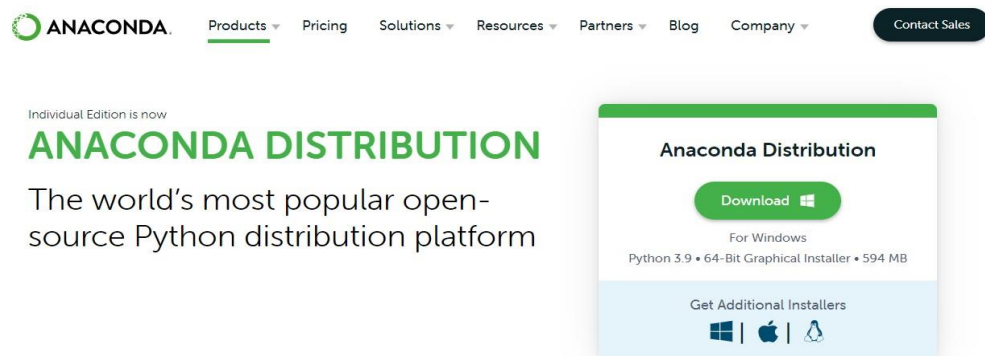 ANACONDA.
Products Pricing Solutions Resources Partners Blog Company Contact Sales
Individual Edition is now
ANACONDA DISTRIBUTION
The world's most popular open-
source Python distribution platform
Anaconda Distribution
Download
For Windows
Python 3.9 • 64-Bit Graphical Installer • 594 MB
Get Additional Installers